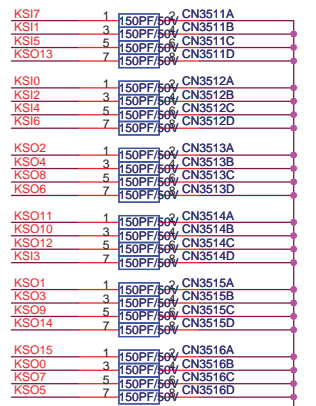 KSI7 1 150PF/50V 2 CN3511A
KSI1 3 150PF/50V 4 CN3511B
KSI5 5 150PF/50V 6 CN3511C
KSO13 7 150PF/50V 8 CN3511D
KSI0 1 150PF/50V 2 CN3512A
KSI2 3 150PF/50V 4 CN3512B
KSI4 5 150PF/50V 6 CN3512C
KSI6 7 150PF/50V 8 CN3512D
KSO2 1 150PF/50V 2 CN3513A
KSO4 3 150PF/50V 4 CN3513B
KSO8 5 150PF/50V 6 CN3513C
KSO6 7 150PF/50V 8 CN3513D
KSO11 1 150PF/50V 2 CN3514A
KSO10 3 150PF/50V 4 CN3514B
KSO12 5 150PF/50V 6 CN3514C
KSI3 7 150PF/50V 8 CN3514D
KSO1 1 150PF/50V 2 CN3515A
KSO3 3 150PF/50V 4 CN3515B
KSO9 5 150PF/50V 6 CN3515C
KSO14 7 150PF/50V 8 CN3515D
KSO15 1 150PF/50V 2 CN3516A
KSO0 3 150PF/50V 4 CN3516B
KSO7 5 150PF/50V 6 CN3516C
KSO5 7 150PF/50V 8 CN3516D